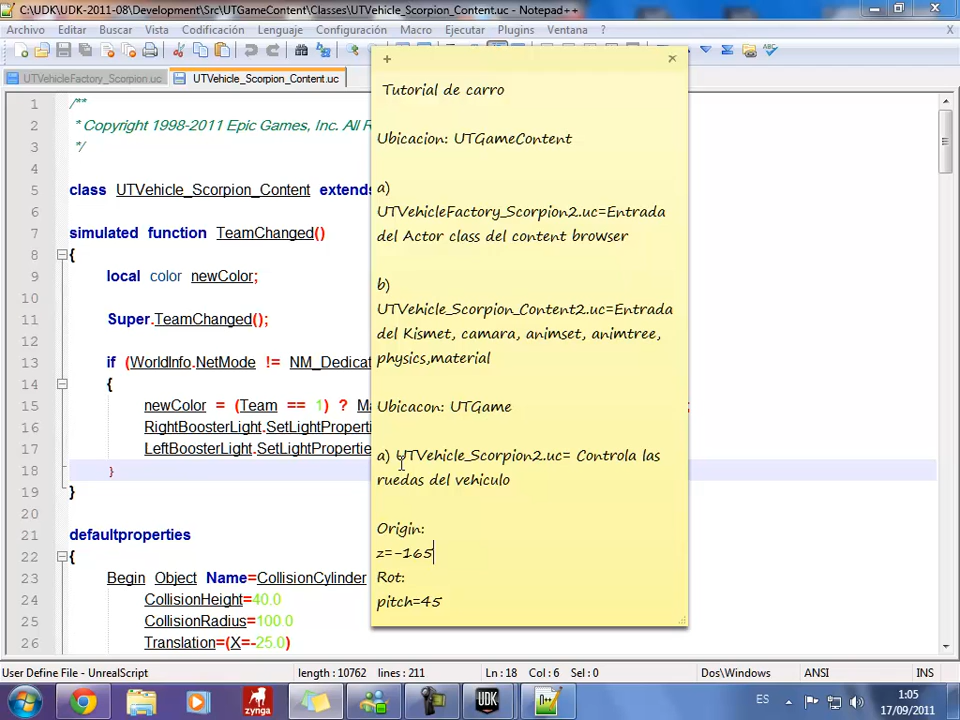 C:\UDK\UDK-2011-08\Development\Src\UTGameContent\Classes\UTVehicle_Scorpion_Content.uc - Notepad++
Archivo Editar Buscar Vista Codificación Lenguaje Configuración Macro Ejecutar Plugins Ventana ? X
UTVehicleFactory_Scorpion.uc UTVehicle_Scorpion_Content.uc
1 /**
2 * Copyright 1998-2011 Epic Games, Inc. All R
3 */
4
5 class UTVehicle_Scorpion_Content extends
6
7 simulated function TeamChanged()
8 {
9 local color newColor;
10
11 Super.TeamChanged();
12
13 if (WorldInfo.NetMode != NM_Dedicat
14 {
15 newColor = (Team == 1) ? Ma
16 RightBoosterLight.SetLightProperti
17 LeftBoosterLight.SetLightPropertie
18 }
19 }
20
21 defaultproperties
22 {
23 Begin Object Name=CollisionCylinder
24 CollisionHeight=40.0
25 CollisionRadius=100.0
26 Translation=(X=-25.0)
Tutorial de carro
Ubicacion: UTGameContent
a)
UTVehicleFactory_Scorpion2.uc=Entrada
del Actor class del content browser
b)
UTVehicle_Scorpion_Content2.uc=Entrada
del Kismet, camara, animset, animtree,
physics,material
Ubicacon: UTGame
a) UTVehicle_Scorpion2.uc= Controla las
ruedas del vehiculo
Origin:
z=-165
Rot:
pitch=45
User Define File - UnrealScript length : 10762 lines : 211 Ln : 18 Col : 6 Sel : 0 Dos\Windows ANSI INS
zynga UDK ES 1:05
17/09/2011